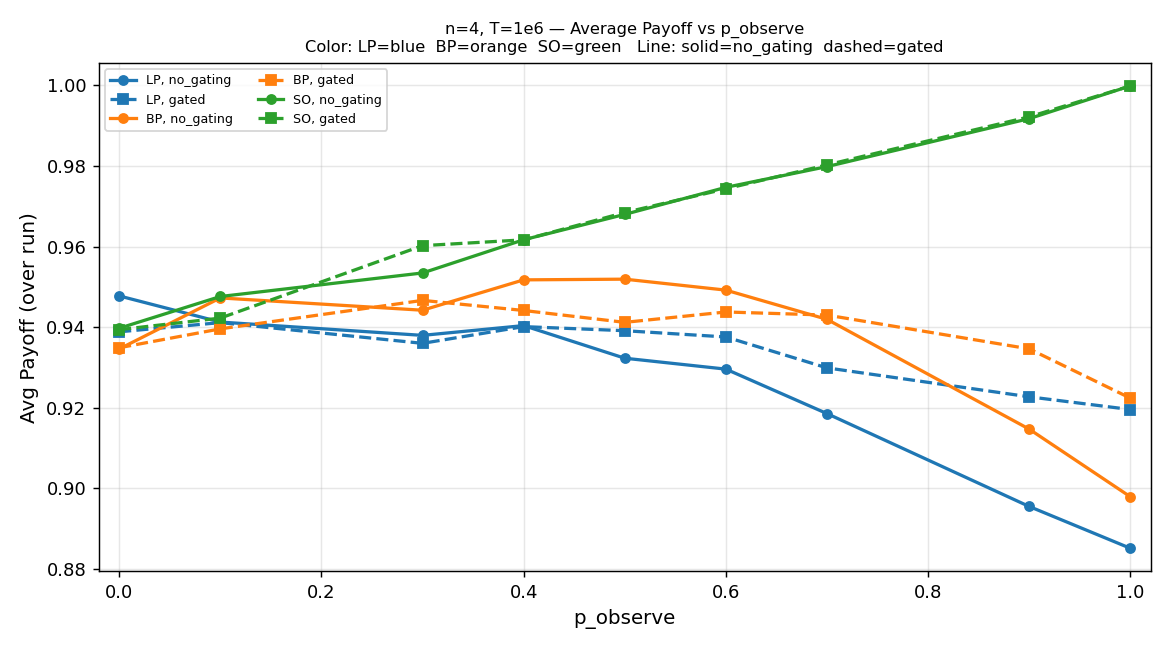 n=4, T=1e6 — Average Payoff vs p_observe
Color: LP=blue  BP=orange  SO=green   Line: solid=no_gating  dashed=gated
LP, no_gating
LP, gated
BP, no_gating
BP, gated
SO, no_gating
SO, gated
Avg Payoff (over run)
1.00
0.98
0.96
0.94
0.92
0.90
0.88
0.0
0.2
0.4
0.6
0.8
1.0
p_observe